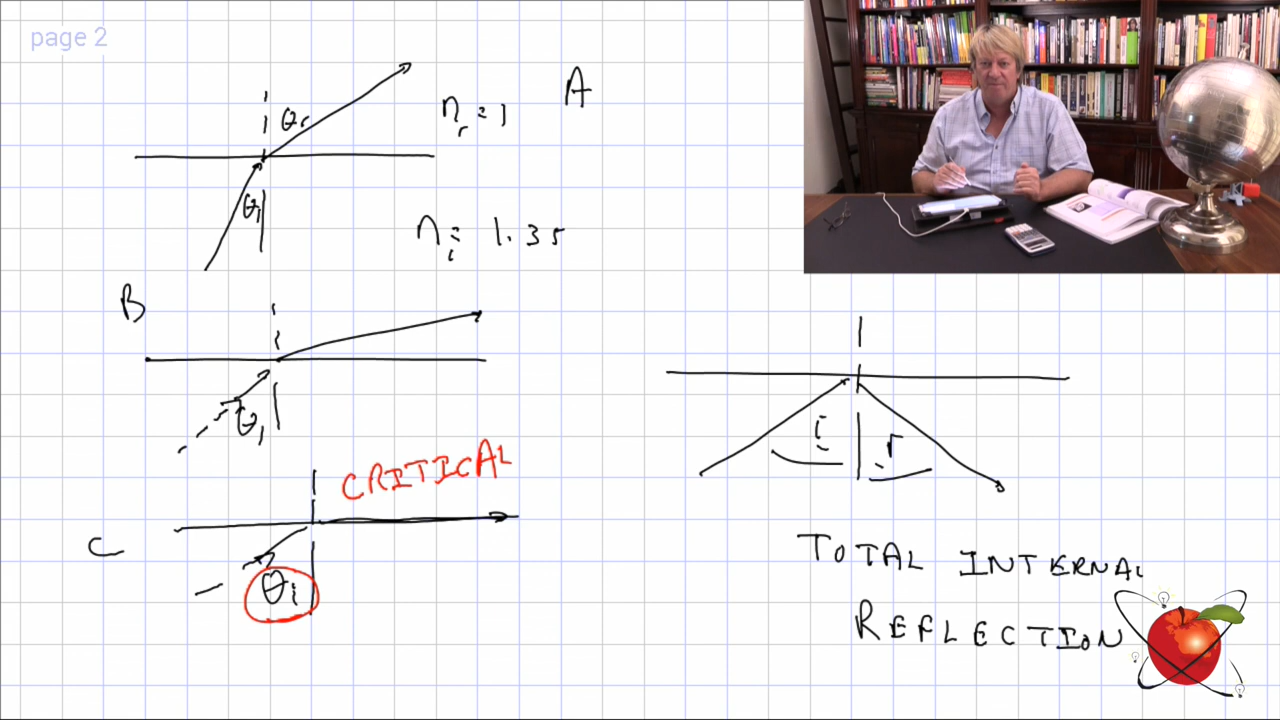 page 2
θr
nr = 1
A
θi
ni = 1.35
B
θi
CRITICAL
C
θi
i
r
TOTAL INTERNAL
REFLECTION